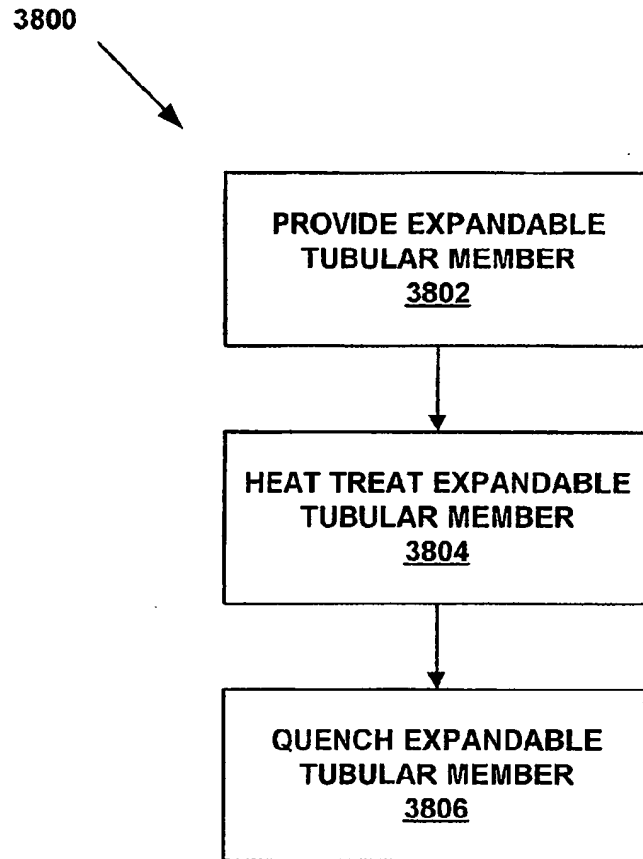 3800
PROVIDE EXPANDABLE
TUBULAR MEMBER
3802
HEAT TREAT EXPANDABLE
TUBULAR MEMBER
3804
QUENCH EXPANDABLE
TUBULAR MEMBER
3806